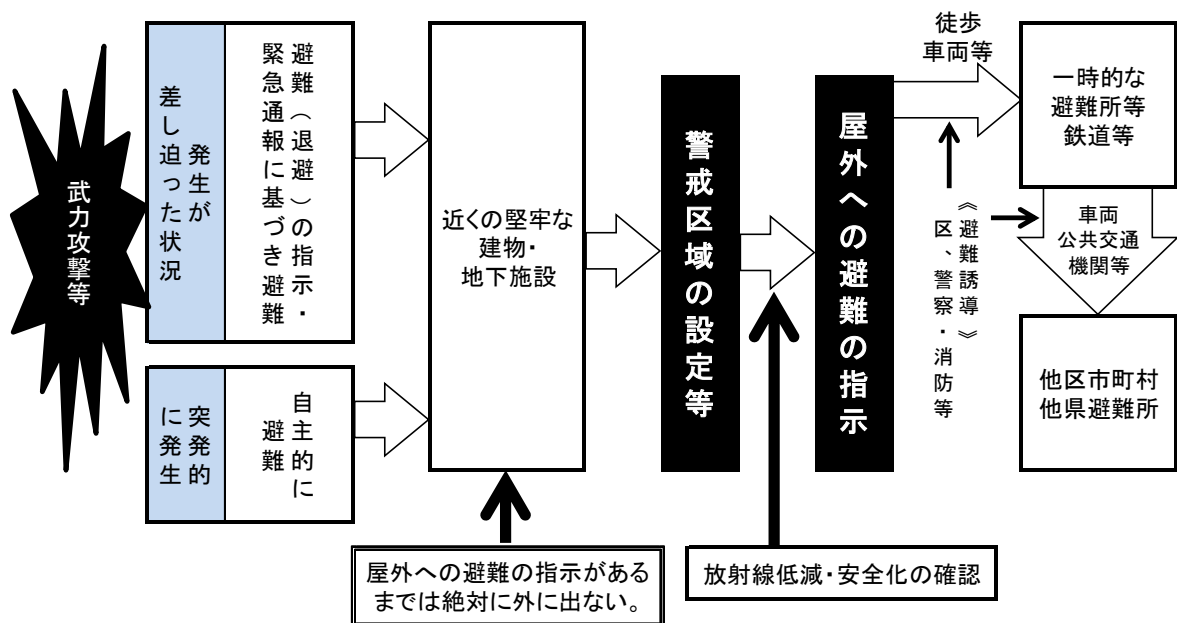 武力攻撃等
発生が
差し迫った状況
避難（退避）の指示・
緊急通報に基づき避難
突発的
に発生
自主的に
避難
近くの堅牢な
建物・
地下施設
警戒区域の設定等
屋外への避難の指示
徒歩
車両等
一時的な
避難所等
鉄道等
《避難誘導》
区、警察・消防等
車両
公共交通
機関等
他区市町村
他県避難所
屋外への避難の指示がある
までは絶対に外に出ない。
放射線低減・安全化の確認